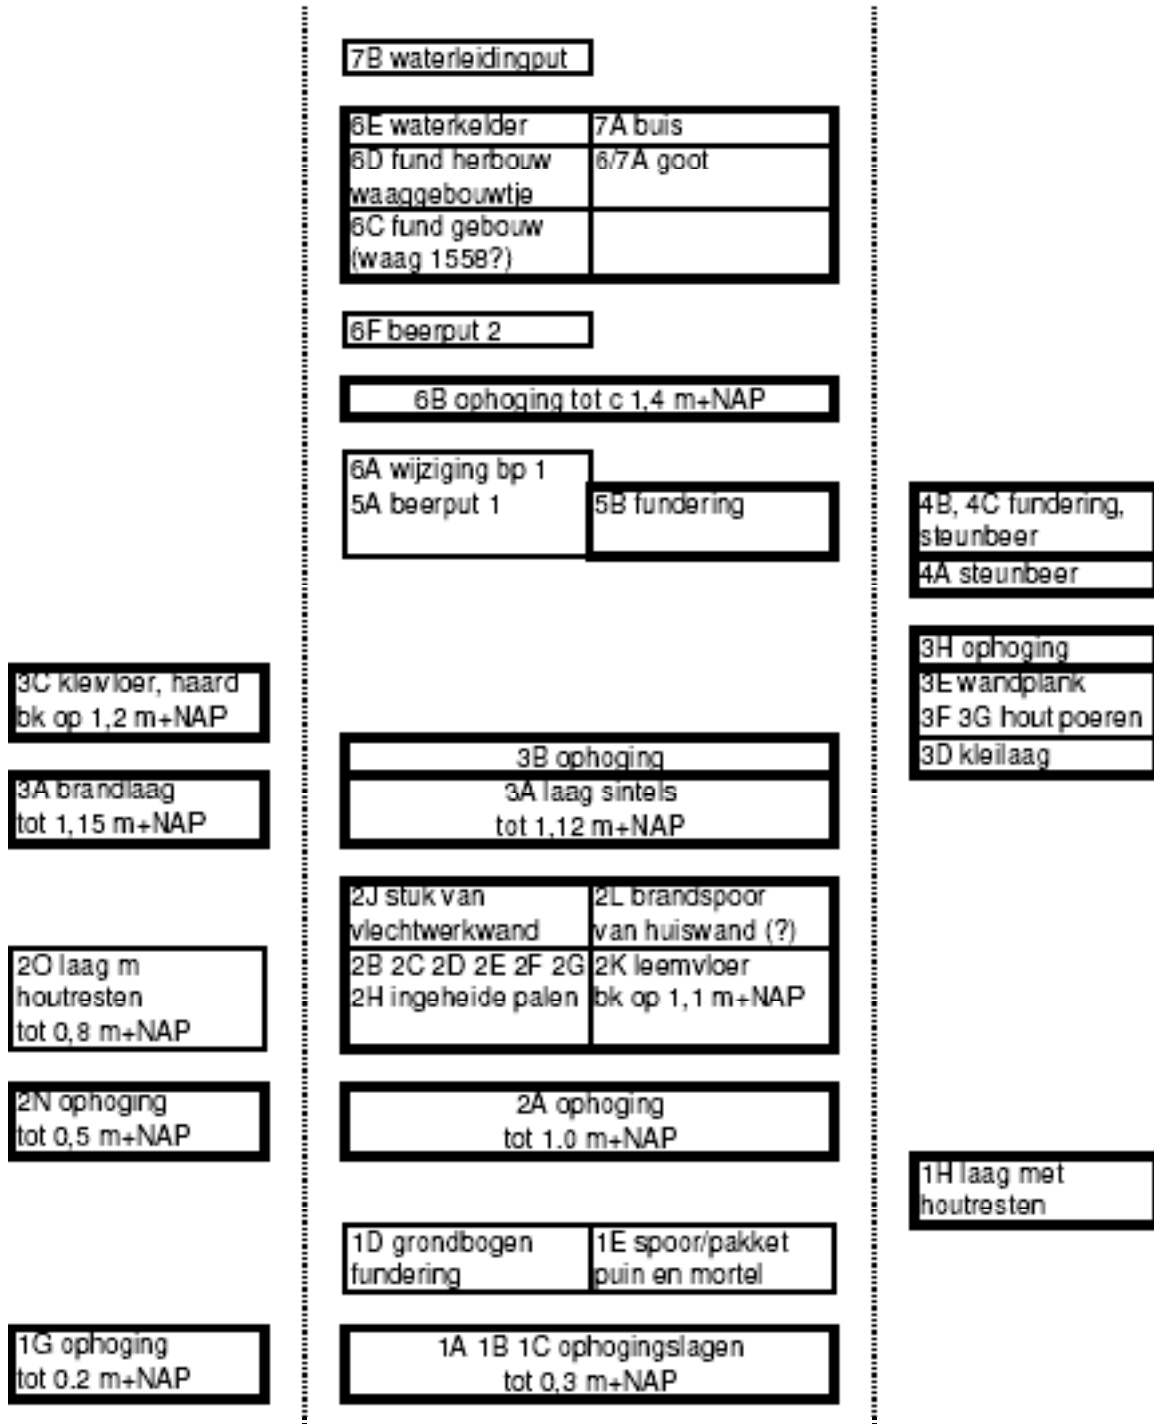 7B waterleidingput
6E waterkelder
7A buis
6D fund herbouw
waaggebouwtje
6/7A goot
6C fund gebouw
(waag 1558?)
6F beerput 2
6B ophoging tot c 1,4 m+NAP
6A wijziging bp 1
5A beerput 1
5B fundering
4B, 4C fundering,
steunbeer
4A steunbeer
3H ophoging
3E wandplank
3F 3G hout poeren
3D kleilaag
3C kleivloer, haard
bk op 1,2 m+NAP
3B ophoging
3A brandlaag
tot 1,15 m+NAP
3A laag sintels
tot 1,12 m+NAP
2J stuk van
vlechtwerkwand
2L brandspoor
van huiswand (?)
2O laag m
houtresten
tot 0,8 m+NAP
2B 2C 2D 2E 2F 2G
2H ingeheide palen
2K leemvloer
bk op 1,1 m+NAP
2N ophoging
tot 0,5 m+NAP
2A ophoging
tot 1.0 m+NAP
1H laag met
houtresten
1D grondbogen
fundering
1E spoor/pakket
puin en mortel
1G ophoging
tot 0.2 m+NAP
1A 1B 1C ophogingslagen
tot 0,3 m+NAP